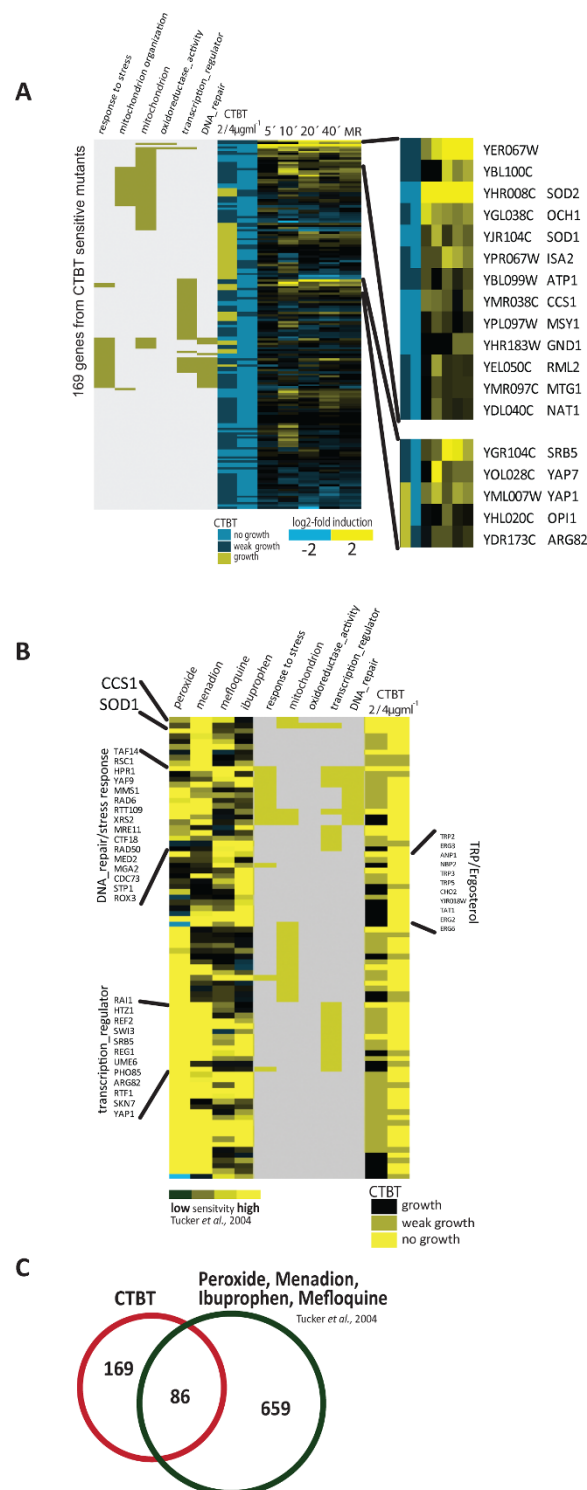 A
response to stress
mitochondrion organization
mitochondrion
oxidoreductase_activity
transcription_regulator
DNA_repair
CTBT
2/4µgml⁻¹ 5´ 10´ 20´ 40´ MR
169 genes from CTBT sensitive mutants
YER067W
YBL100C
YHR008C SOD2
YGL038C OCH1
YJR104C SOD1
YPR067W ISA2
YBL099W ATP1
YMR038C CCS1
YPL097W MSY1
YHR183W GND1
YEL050C RML2
YMR097C MTG1
YDL040C NAT1
YGR104C SRB5
YOL028C YAP7
YML007W YAP1
YHL020C OPI1
YDR173C ARG82
CTBT
no growth
weak growth
growth
log2-fold induction
-2 2
B
peroxide
menadion
mefloquine
ibuprophen
response to stress
mitochondrion
oxidoreductase_activity
transcription_regulator
DNA_repair
CTBT
2/4µgml⁻¹
CCS1
SOD1
DNA_repair/stress response
TAF14
RSC1
HPR1
YAF9
MMS1
RAD6
RTT109
XRS2
MRE11
CTF18
RAD50
MED2
MGA2
CDC73
STP1
ROX3
TRP/Ergosterol
TRP2
ERG3
ANP1
NRP2
TRP3
TRP5
CHO2
YIR018W
TAT1
ERG2
ERG6
transcription_regulator
RAI1
HTZ1
REF2
SWI3
SRB5
REG1
UME6
PHO85
ARG82
RTF1
SKN7
YAP1
low sensitvity high
Tucker et al., 2004
CTBT
growth
weak growth
no growth
C
CTBT
Peroxide, Menadion,
Ibuprophen, Mefloquine
Tucker et al., 2004
169
86
659